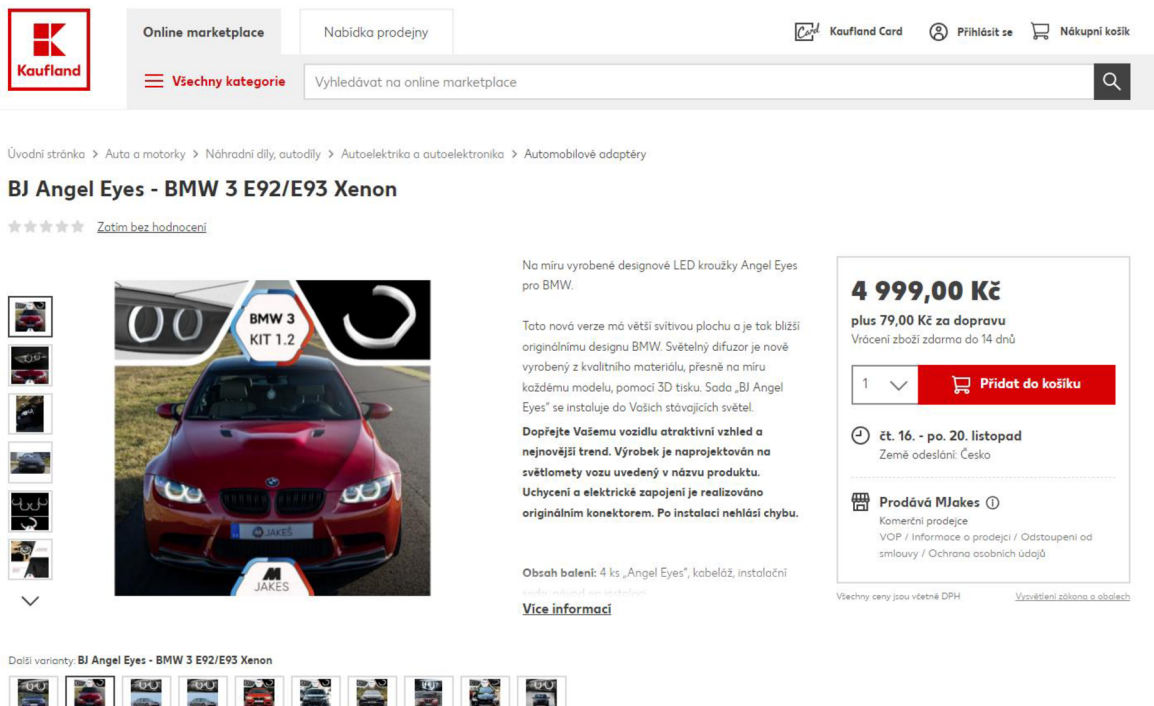 Kaufland
Online marketplace
Nabídka prodejny
Card
Kaufland Card
Přihlásit se
Nákupní košík
Všechny kategorie
Vyhledávat na online marketplace
Úvodní stránka > Auta a motorky > Náhradní díly, autodíly > Autoelektrika a autoelektronika > Automobilové adaptéry
BJ Angel Eyes - BMW 3 E92/E93 Xenon
Zatím bez hodnocení
BMW 3
KIT 1.2
JAKEŠ
JAKES
Na míru vyrobené designové LED kroužky Angel Eyes
pro BMW.
Tato nová verze má větší svítivou plochu a je tak bližší
originálnímu designu BMW. Světelný difuzor je nově
vyrobený z kvalitního materiálu, přesně na míru
každému modelu, pomocí 3D tisku. Sada „BJ Angel
Eyes“ se instaluje do Vašich stávajících světel.
Dopřejte Vašemu vozidlu atraktivní vzhled a
nejnovější trend. Výrobek je naprojektován na
světlomety vozu uvedený v názvu produktu.
Uchycení a elektrické zapojení je realizováno
originálním konektorem. Po instalaci nehlásí chybu.
Obsah balení: 4 ks „Angel Eyes“, kabeláž, instalační
Více informací
4 999,00 Kč
plus 79,00 Kč za dopravu
Vrácení zboží zdarma do 14 dnů
1
Přidat do košíku
čt. 16. - po. 20. listopad
Země odeslání: Česko
Prodává MJakes
Komerční prodejce
VOP / Informace o prodejci / Odstoupení od
smlouvy / Ochrana osobních údajů
Všechny ceny jsou včetně DPH
Vysvětlení zákona o obalech
Další varianty: BJ Angel Eyes - BMW 3 E92/E93 Xenon